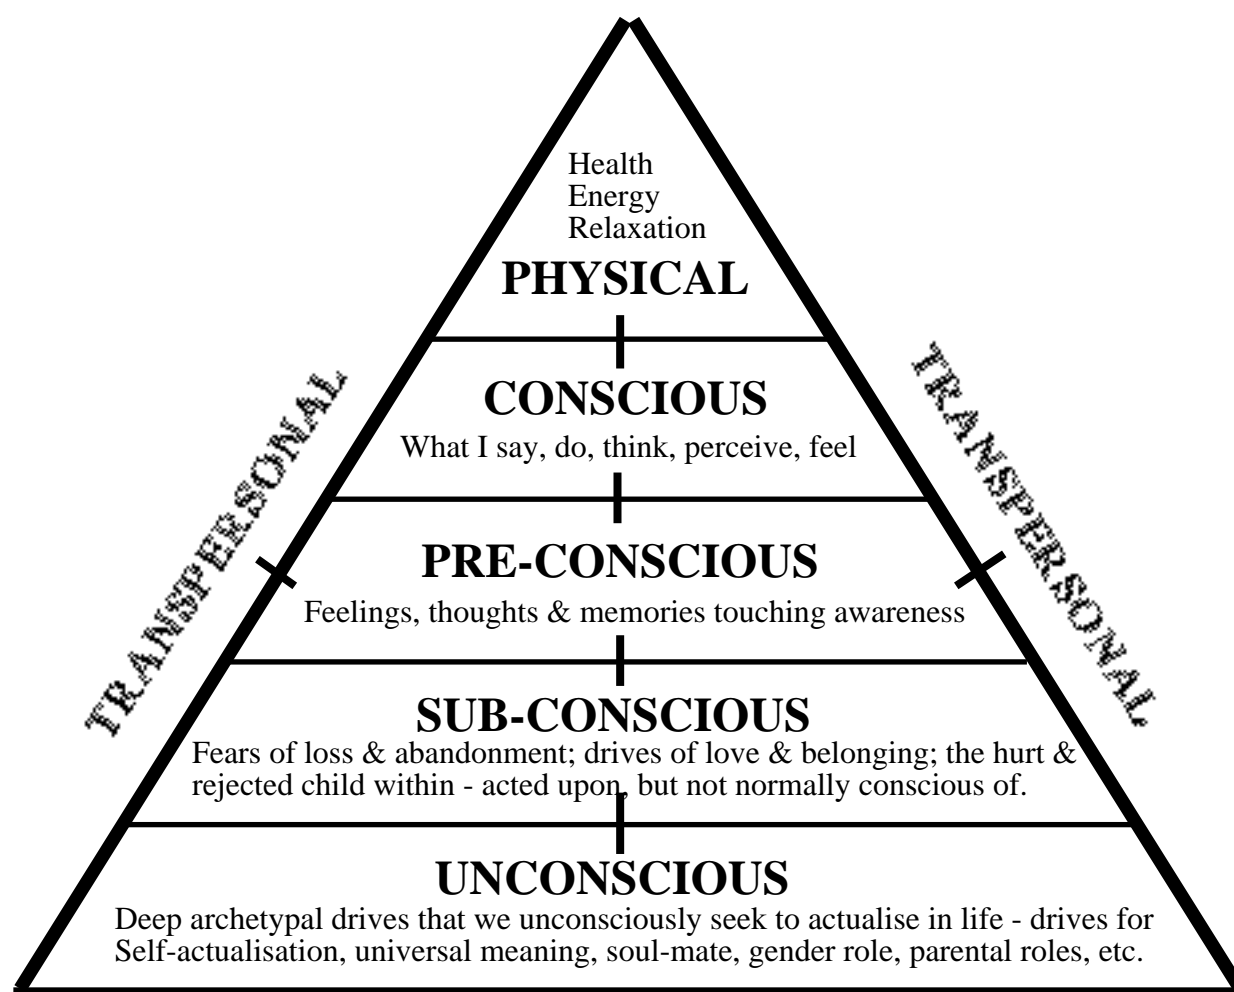 Health
Energy
Relaxation
PHYSICAL
CONSCIOUS
What I say, do, think, perceive, feel
TRANSPERSONAL
TRANSPERSONAL
PRE-CONSCIOUS
Feelings, thoughts & memories touching awareness
SUB-CONSCIOUS
Fears of loss & abandonment; drives of love & belonging; the hurt &
rejected child within - acted upon, but not normally conscious of.
UNCONSCIOUS
Deep archetypal drives that we unconsciously seek to actualise in life - drives for
Self-actualisation, universal meaning, soul-mate, gender role, parental roles, etc.